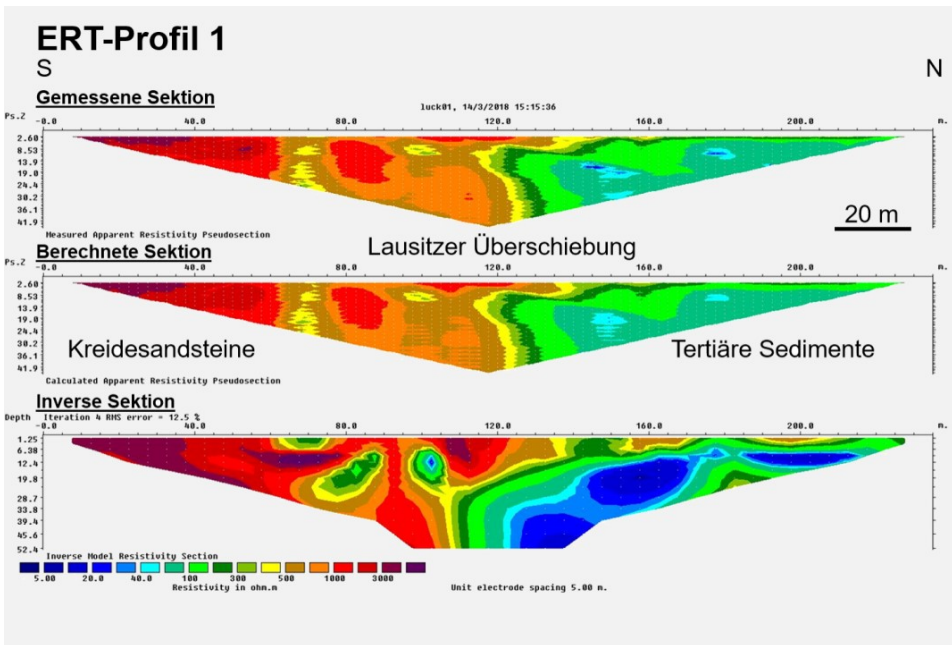 ERT-Profil 1
S N
Gemessene Sektion
luck01, 14/3/2018 15:15:36
Ps.Z -0.0 40.0 80.0 120.0 160.0 200.0 m.
2.60
8.53
13.9
19.0
24.4
30.2
36.1
41.9
20 m
Measured Apparent Resistivity Pseudosection
Lausitzer Überschiebung
Berechnete Sektion
Ps.Z -0.0 40.0 80.0 120.0 160.0 200.0 m.
2.60
8.53
13.9
19.0
24.4
30.2
36.1
41.9
Kreidesandsteine Tertiäre Sedimente
Calculated Apparent Resistivity Pseudosection
Inverse Sektion
Depth Iteration 4 RMS error = 12.5 %
-0.0 40.0 80.0 120.0 160.0 200.0 m.
1.25
6.38
12.4
19.8
28.7
33.8
39.4
45.6
52.4
Inverse Model Resistivity Section
5.00 20.0 40.0 100 300 500 1000 3000
Resistivity in ohm.m Unit electrode spacing 5.00 m.